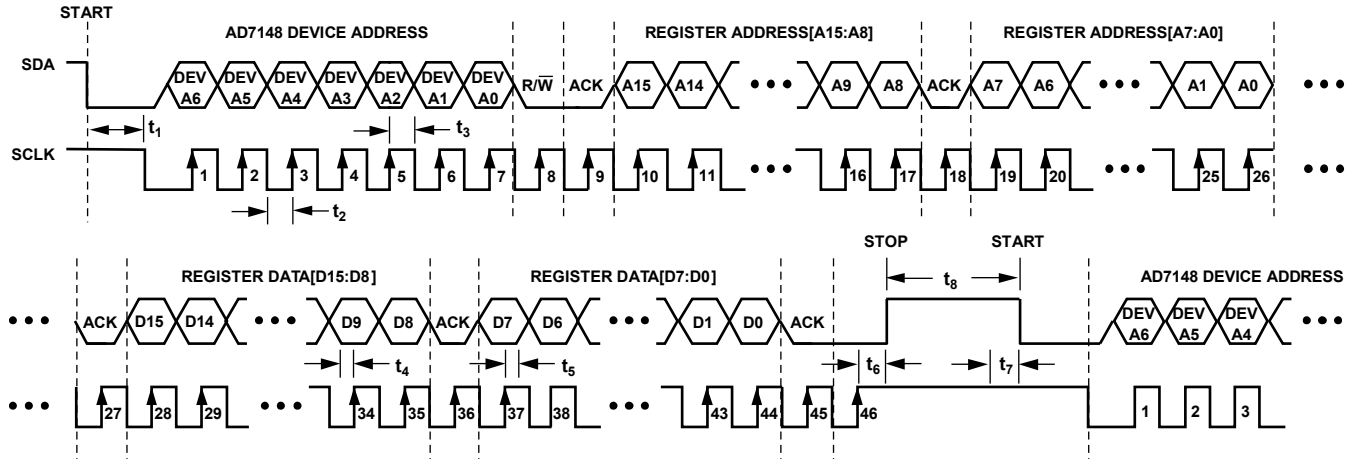 START
AD7148 DEVICE ADDRESS
REGISTER ADDRESS[A15:A8]
REGISTER ADDRESS[A7:A0]
SDA
DEV A6
DEV A5
DEV A4
DEV A3
DEV A2
DEV A1
DEV A0
R/W̅
ACK
A15
A14
A9
A8
ACK
A7
A6
A1
A0
t1
t3
SCLK
1
2
3
4
5
6
7
8
9
10
11
16
17
18
19
20
25
26
t2
STOP
START
REGISTER DATA[D15:D8]
REGISTER DATA[D7:D0]
t8
AD7148 DEVICE ADDRESS
ACK
D15
D14
D9
D8
ACK
D7
D6
D1
D0
ACK
DEV A6
DEV A5
DEV A4
t4
t5
t6
t7
27
28
29
34
35
36
37
38
43
44
45
46
1
2
3